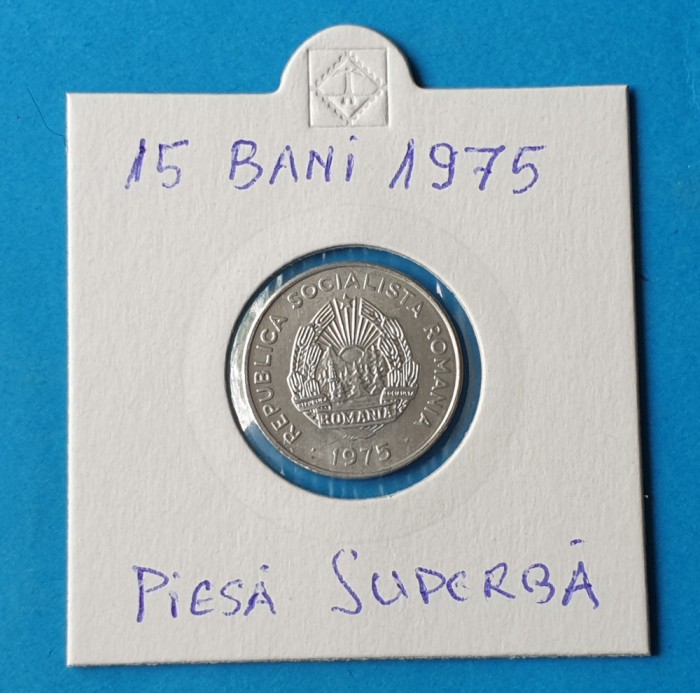 15 BANI 1975
REPUBLICA SOCIALISTA ROMANIA
ROMANIA
· 1975 ·
PIESĂ SUPERBĂ